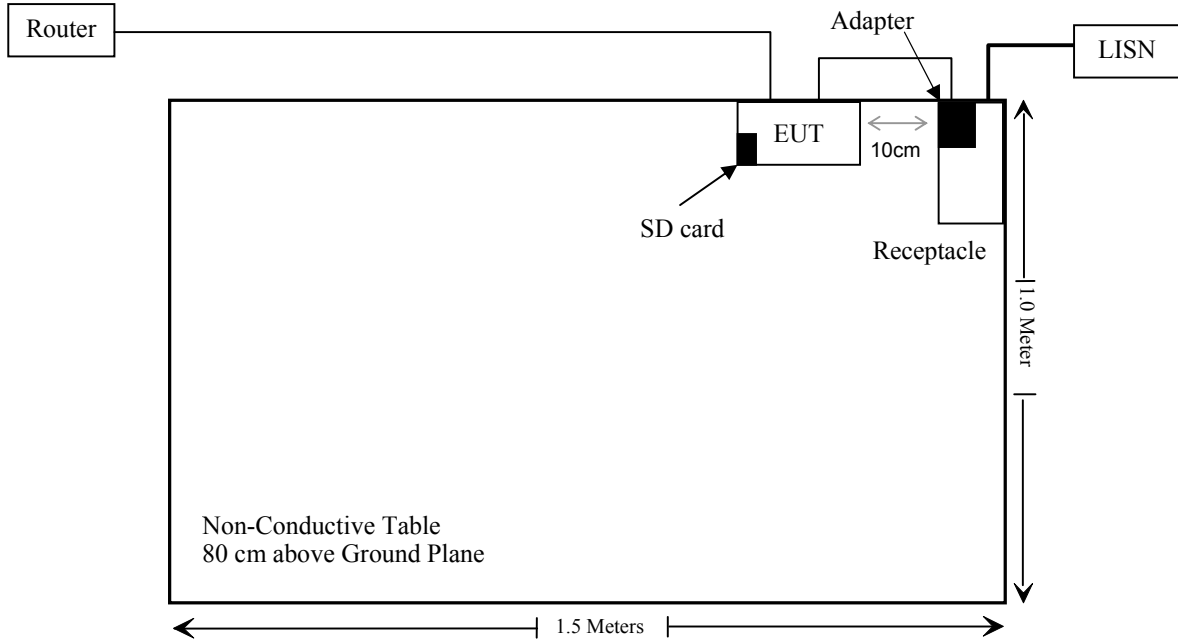 Router
Adapter
LISN
EUT
10cm
SD card
Receptacle
1.0 Meter
Non-Conductive Table
80 cm above Ground Plane
1.5 Meters